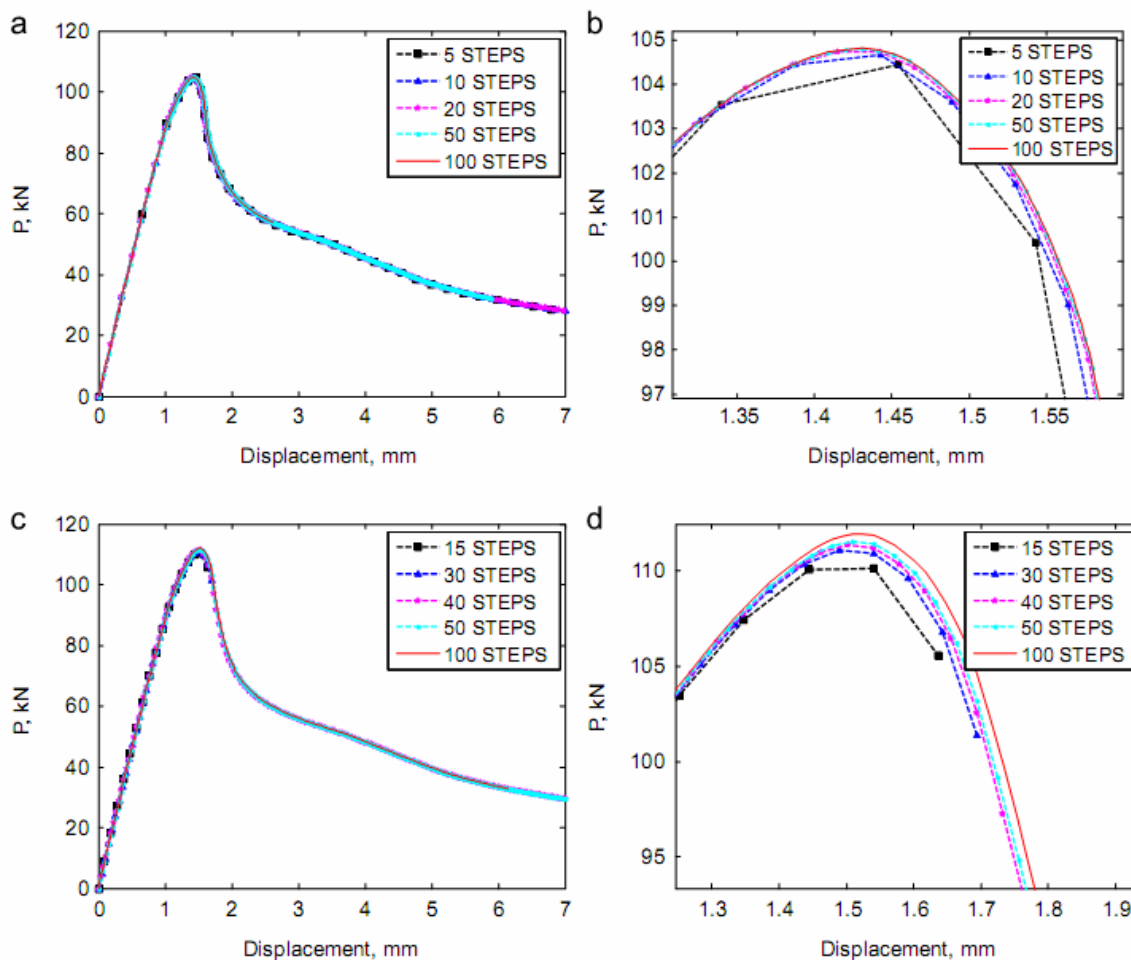 a
120
100
80
60
40
20
0
P, kN
0 1 2 3 4 5 6 7
Displacement, mm
5 STEPS
10 STEPS
20 STEPS
50 STEPS
100 STEPS
b
105
104
103
102
101
100
99
98
97
P, kN
1.35 1.4 1.45 1.5 1.55
Displacement, mm
5 STEPS
10 STEPS
20 STEPS
50 STEPS
100 STEPS
c
120
100
80
60
40
20
0
P, kN
0 1 2 3 4 5 6 7
Displacement, mm
15 STEPS
30 STEPS
40 STEPS
50 STEPS
100 STEPS
d
110
105
100
95
P, kN
1.3 1.4 1.5 1.6 1.7 1.8 1.9
Displacement, mm
15 STEPS
30 STEPS
40 STEPS
50 STEPS
100 STEPS